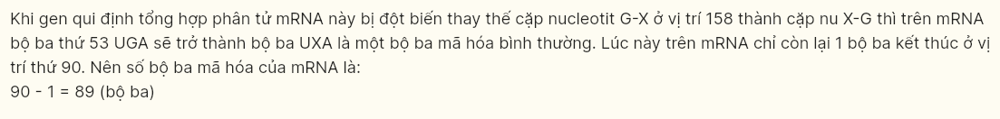 Khi gen qui định tổng hợp phân tử mRNA này bị đột biến thay thế cặp nucleotit G-X ở vị trí 158 thành cặp nu X-G thì trên mRNA
bộ ba thứ 53 UGA sẽ trở thành bộ ba UXA là một bộ ba mã hóa bình thường. Lúc này trên mRNA chỉ còn lại 1 bộ ba kết thúc ở vị
trí thứ 90. Nên số bộ ba mã hóa của mRNA là:
90 - 1 = 89 (bộ ba)